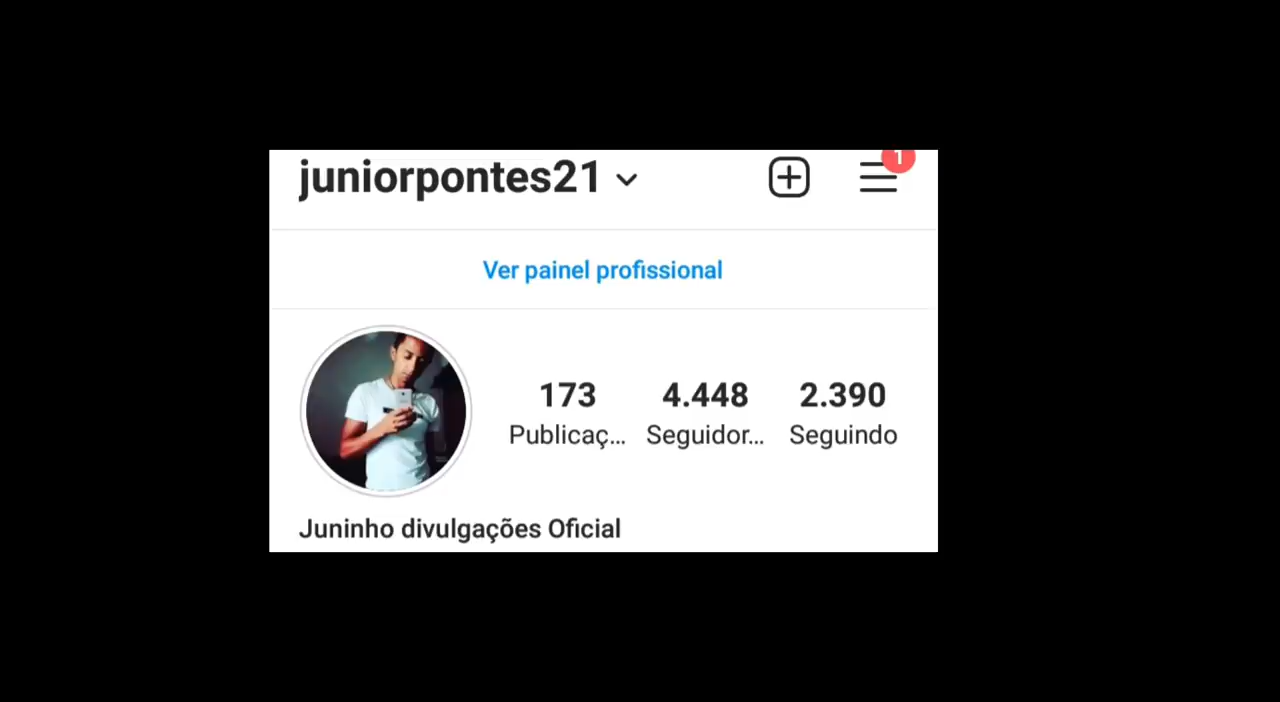 juniorpontes21
1
Ver painel profissional
173 4.448 2.390
Publicaç... Seguidor... Seguindo
Juninho divulgações Oficial